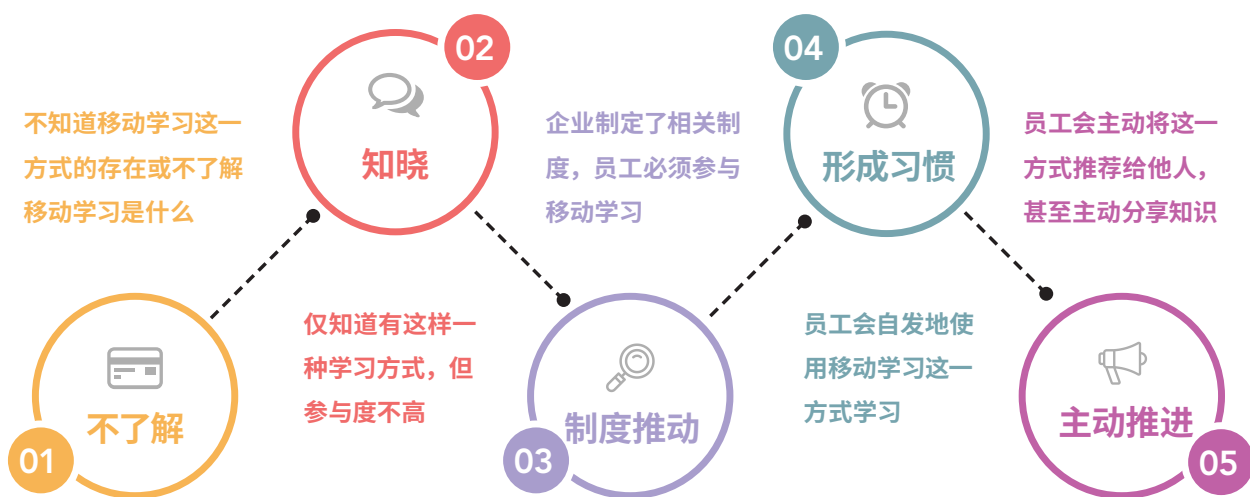 01
不了解
不知道移动学习这一
方式的存在或不了解
移动学习是什么
02
知晓
仅知道有这样一
种学习方式，但
参与度不高
03
制度推动
企业制定了相关制
度，员工必须参与
移动学习
04
形成习惯
员工会自发地使
用移动学习这一
方式学习
05
主动推进
员工会主动将这一
方式推荐给他人，
甚至主动分享知识